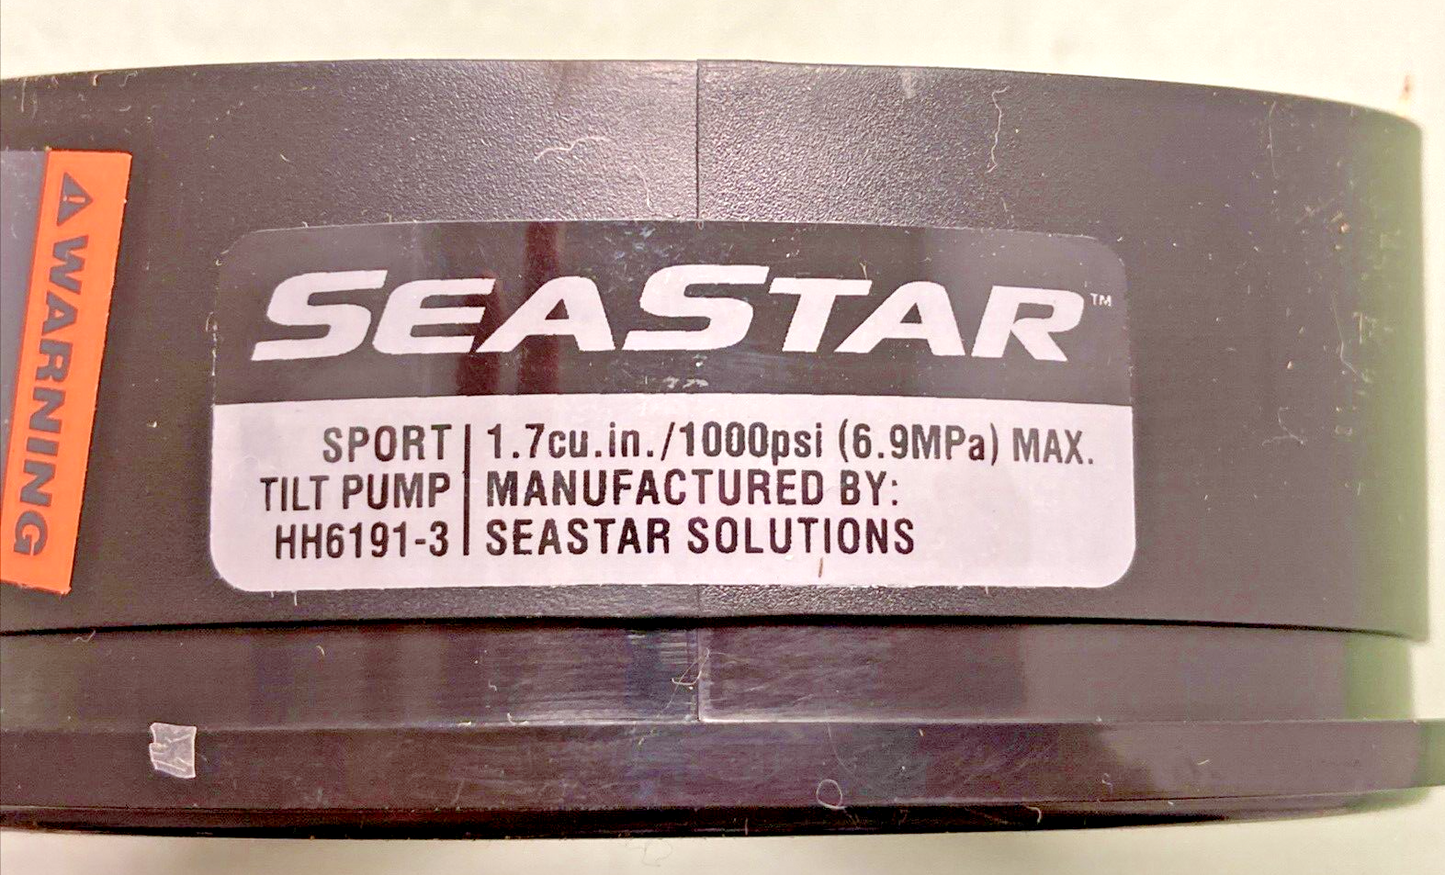 ⚠ WARNING
SEASTAR™
SPORT
TILT PUMP
HH6191-3
1.7cu.in./1000psi (6.9MPa) MAX.
MANUFACTURED BY:
SEASTAR SOLUTIONS